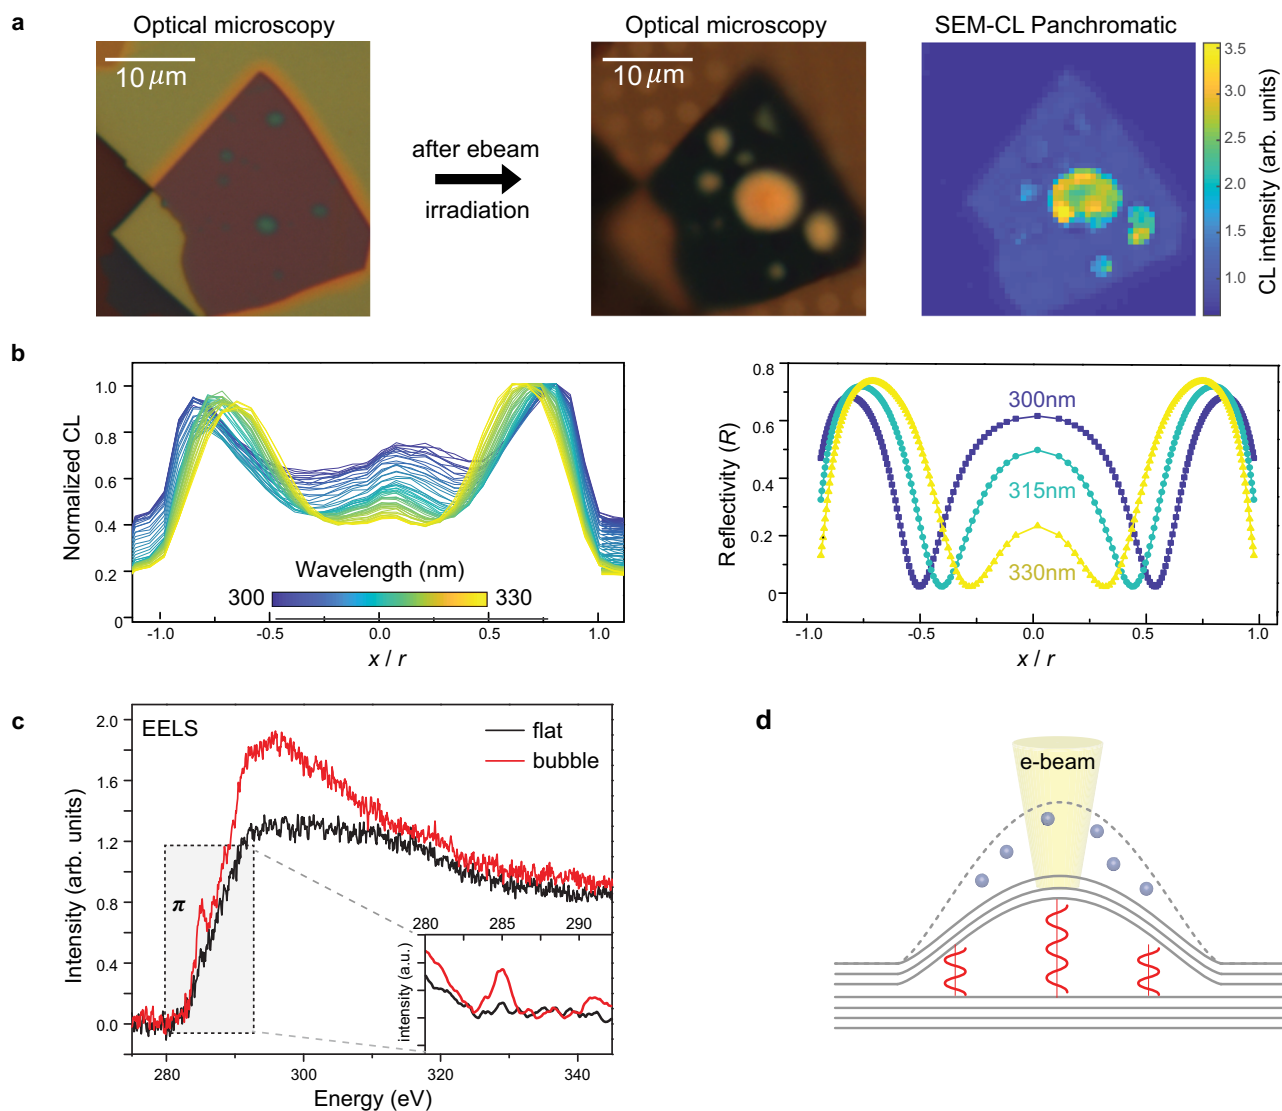 a
Optical microscopy
Optical microscopy
SEM-CL Panchromatic
10 μm
10 μm
after ebeam
irradiation
3.5
3.0
2.5
2.0
1.5
1.0
CL intensity (arb. units)
b
1.0
0.8
0.6
0.4
0.2
0
Normalized CL
Wavelength (nm)
300
330
-1.0
-0.5
0.0
0.5
1.0
x / r
0.8
0.6
0.4
0.2
0
Reflectivity (R)
300nm
315nm
330nm
-1.0
-0.5
0.0
0.5
1.0
x / r
c
EELS
flat
bubble
2.0
1.6
1.2
0.8
0.4
0.0
Intensity (arb. units)
π
280
285
290
intensity (a.u.)
280
300
320
340
Energy (eV)
d
e-beam